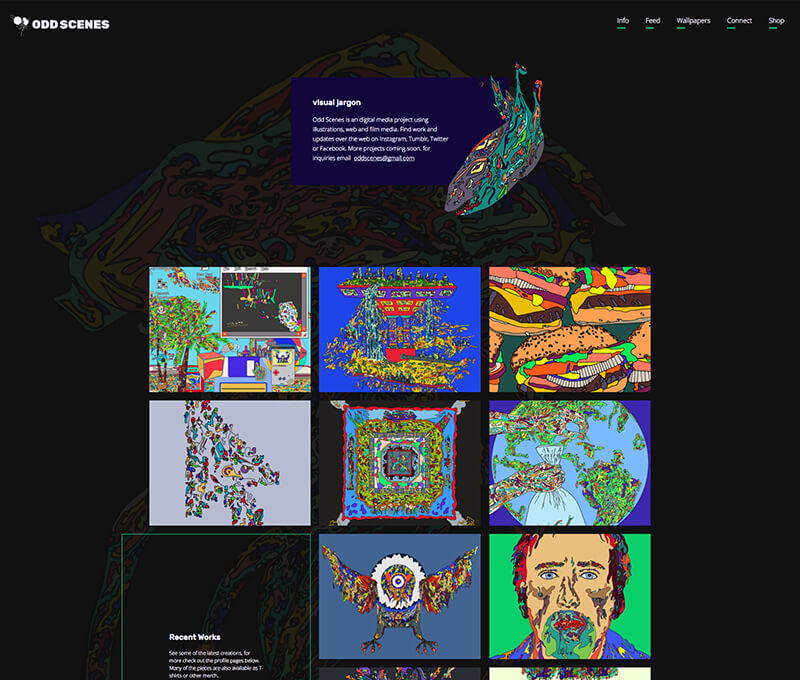 ODD SCENES
Info Feed Wallpapers Connect Shop
visual jargon
Odd Scenes is an digital media project using
illustrations, web and film media. Find work and
updates over the web on Instagram, Tumblr, Twitter
or Facebook. More projects coming soon. for
inquiries email oddscenes@gmail.com
Recent Works
See some of the latest creations, for
more check out the profile pages below.
Many of the pieces are also available as T-
shirts or other merch.